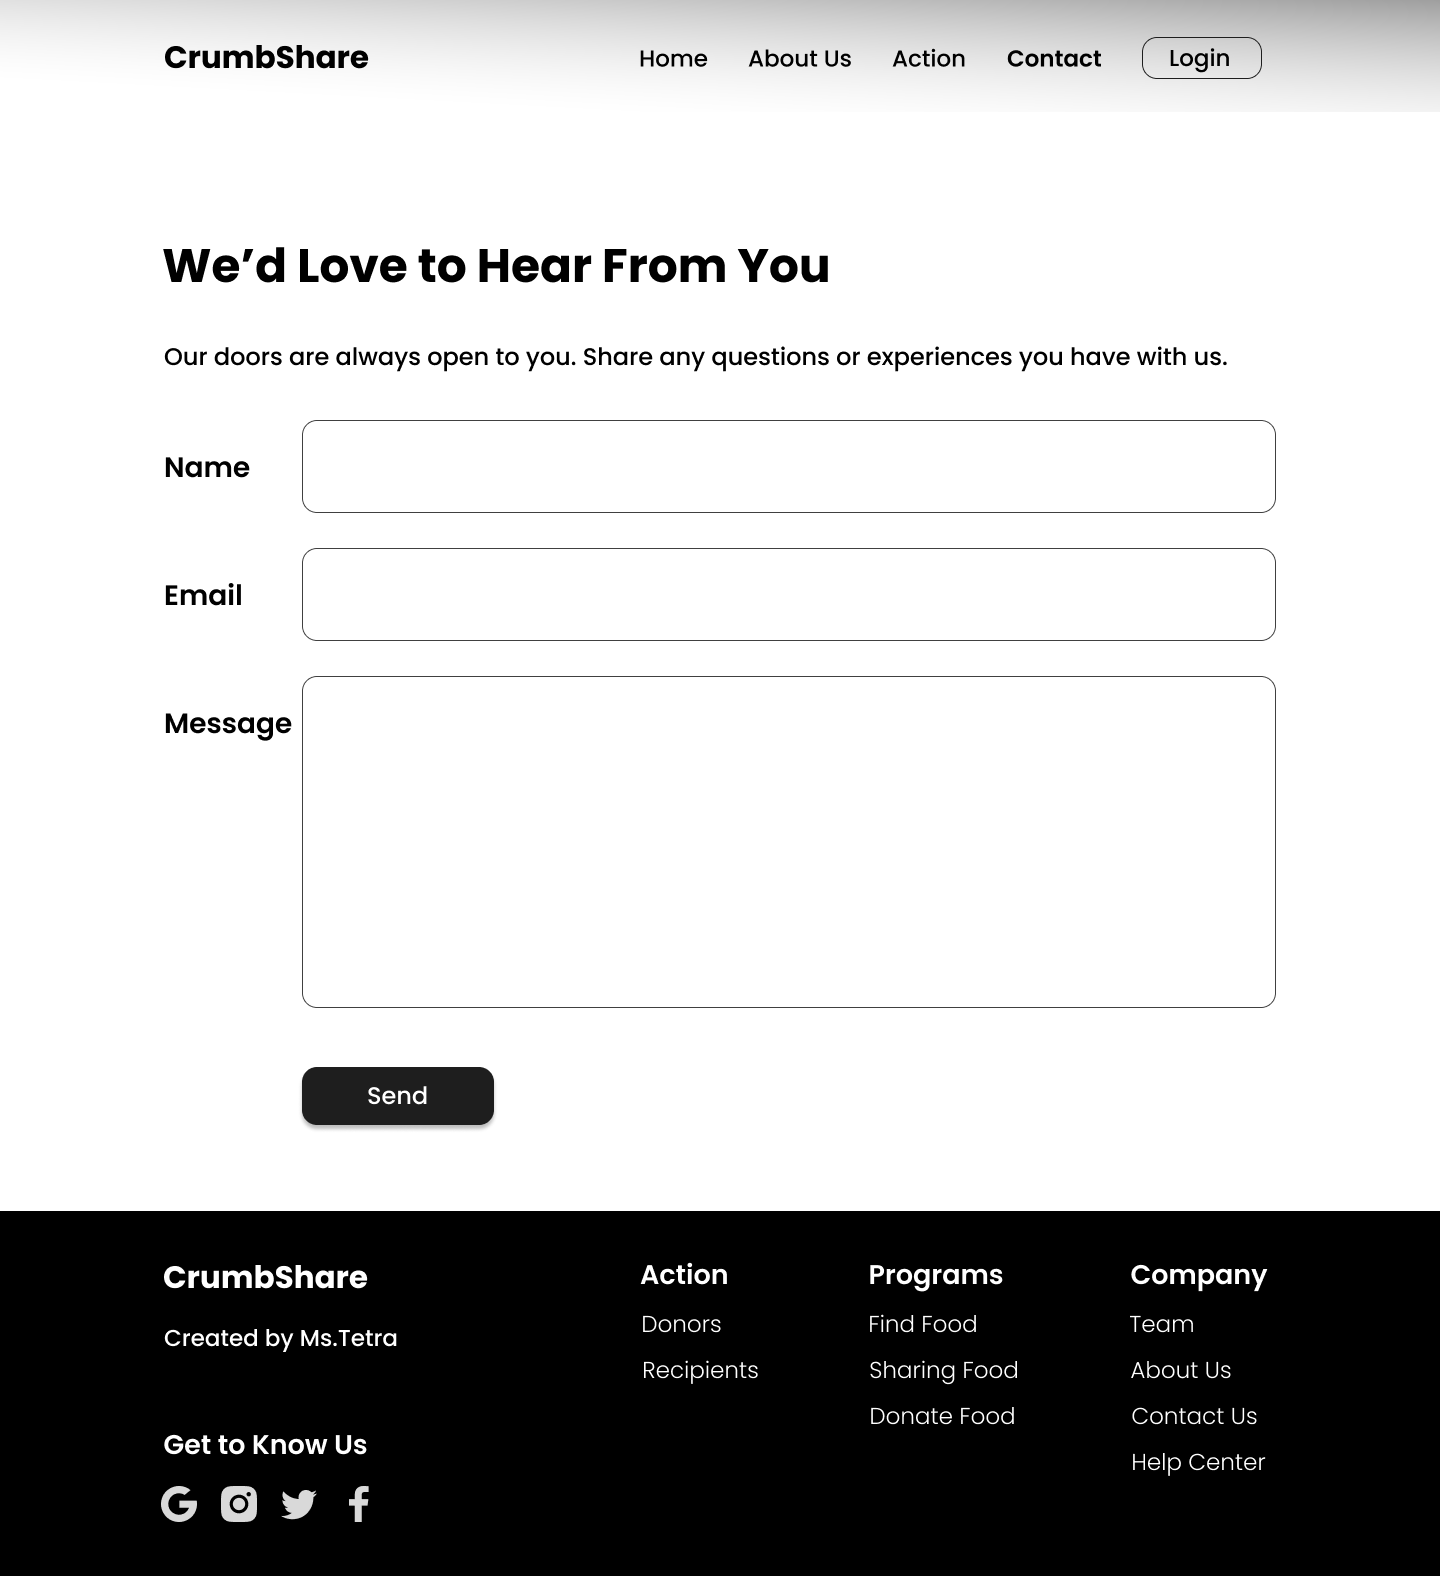 CrumbShare
Home
About Us
Action
Contact
Login
We’d Love to Hear From You
Our doors are always open to you. Share any questions or experiences you have with us.
Name
Email
Message
Send
CrumbShare
Created by Ms.Tetra
Get to Know Us
Action
Donors
Recipients
Programs
Find Food
Sharing Food
Donate Food
Company
Team
About Us
Contact Us
Help Center